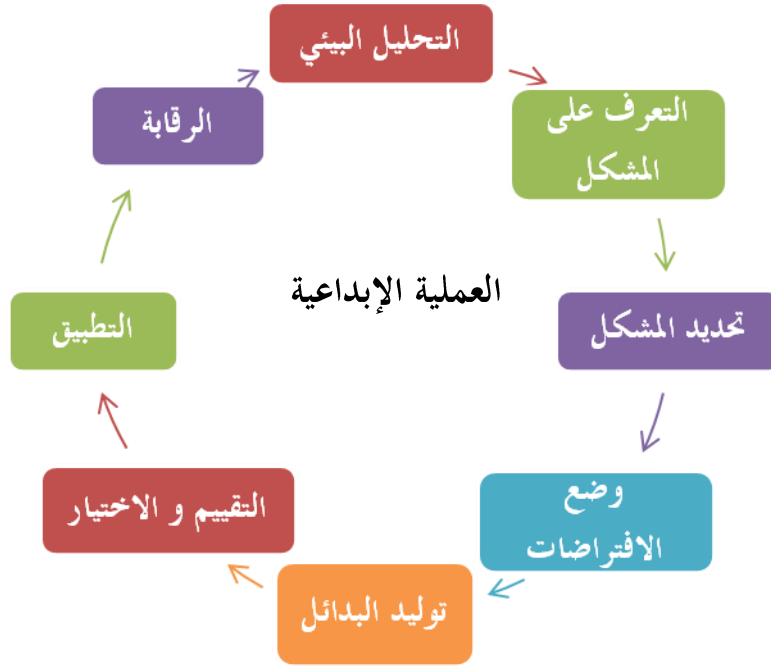 التحليل البيئي
التعرف على
المشكل
تحديد المشكل
وضع
الافتراضات
توليد البدائل
التقييم و الاختيار
التطبيق
الرقابة
العملية الإبداعية